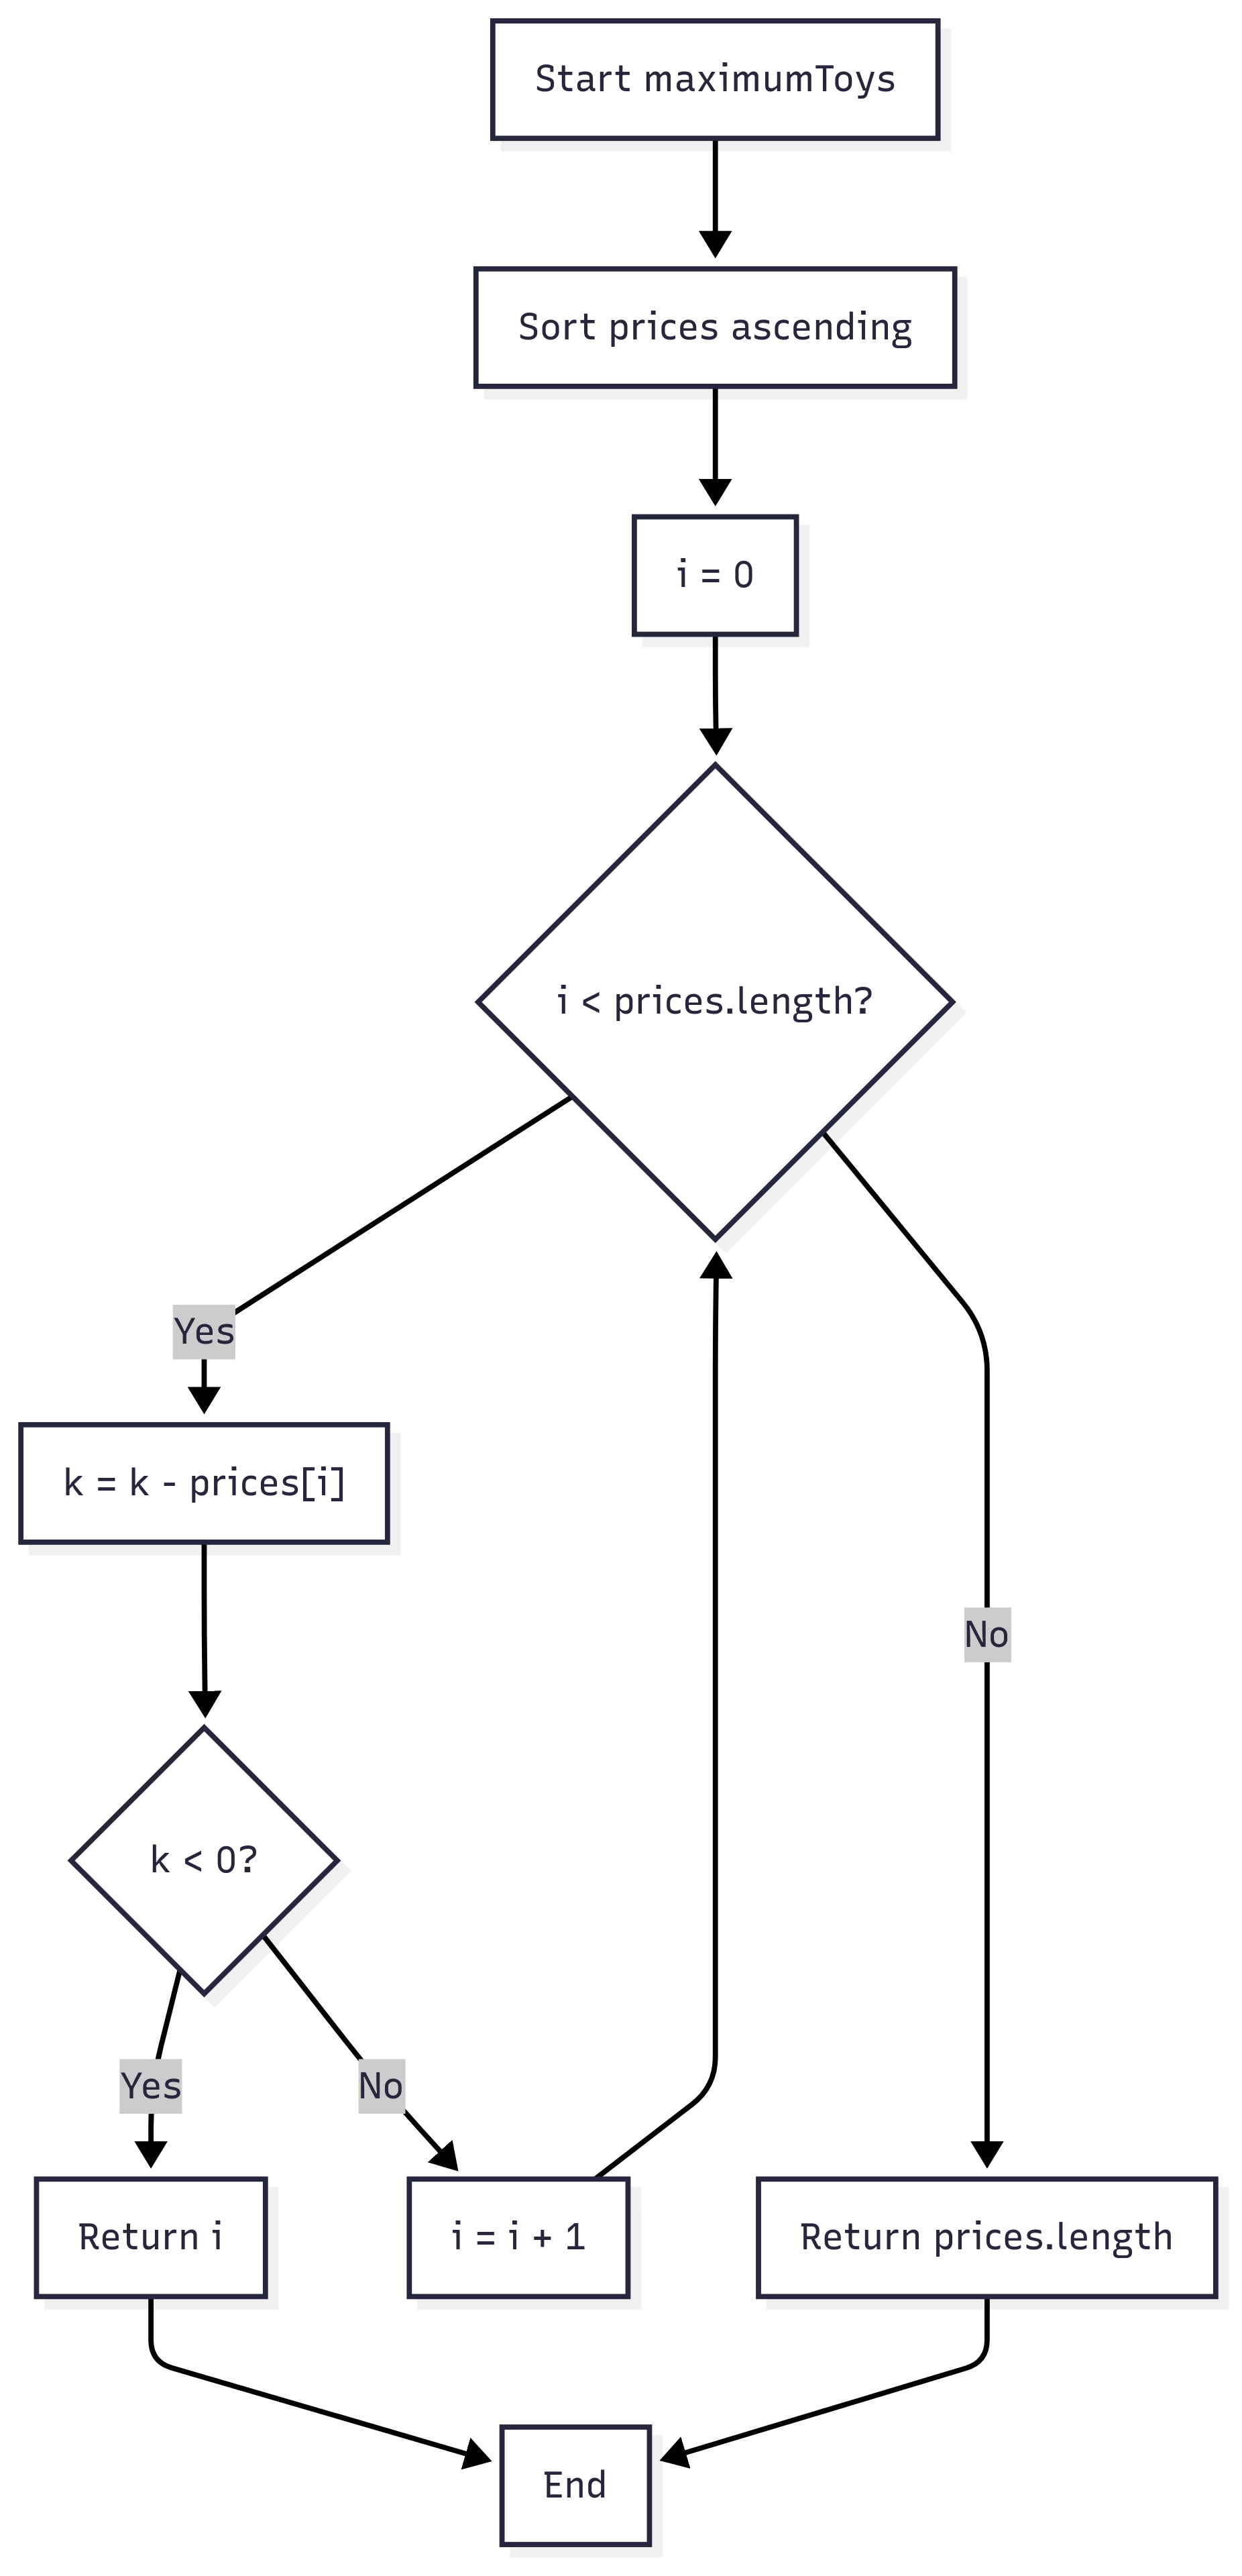 Start maximumToys
Sort prices ascending
i = 0
i < prices.length?
Yes
k = k - prices[i]
No
k < 0?
Yes
No
Return i
i = i + 1
Return prices.length
End